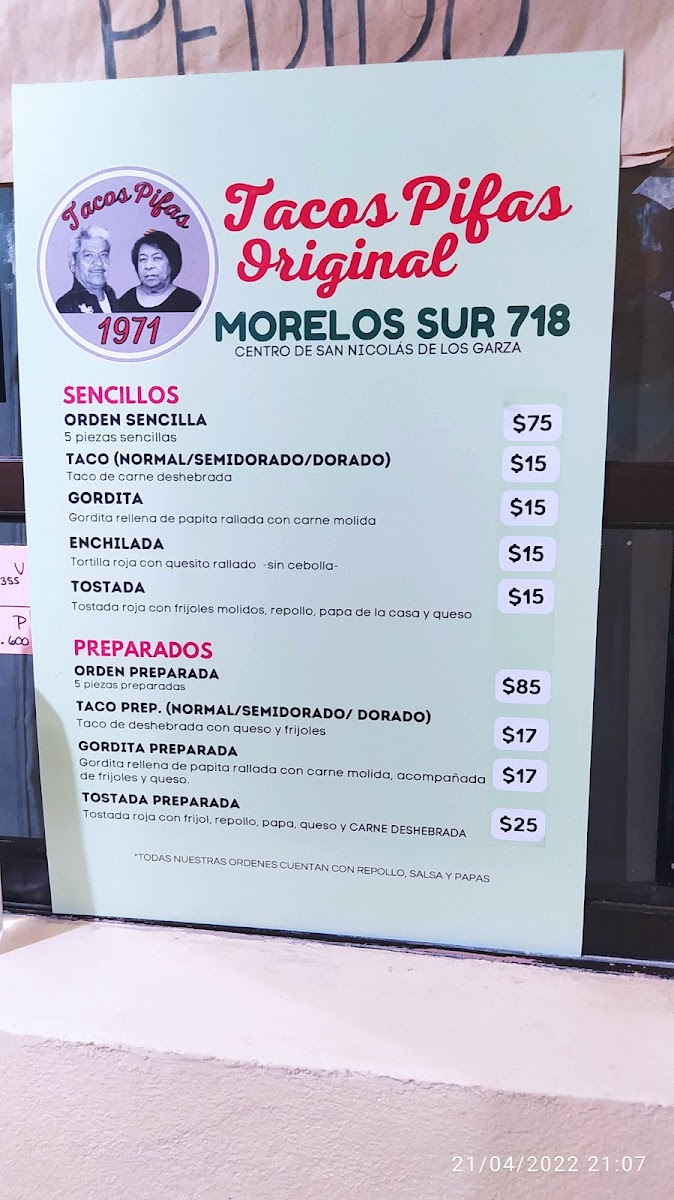 PEDIDO
Tacos Pifas
1971
Tacos Pifas
Original
MORELOS SUR 718
CENTRO DE SAN NICOLÁS DE LOS GARZA
SENCILLOS
ORDEN SENCILLA
5 piezas sencillas
$75
TACO (NORMAL/SEMIDORADO/DORADO)
Taco de carne deshebrada
$15
GORDITA
Gordita rellena de papita rallada con carne molida
$15
ENCHILADA
Tortilla roja con quesito rallado -sin cebolla-
$15
TOSTADA
Tostada roja con frijoles molidos, repollo, papa de la casa y queso
$15
PREPARADOS
ORDEN PREPARADA
5 piezas preparadas
$85
TACO PREP. (NORMAL/SEMIDORADO/ DORADO)
Taco de deshebrada con queso y frijoles
$17
GORDITA PREPARADA
Gordita rellena de papita rallada con carne molida, acompañada
de frijoles y queso.
$17
TOSTADA PREPARADA
Tostada roja con frijol, repollo, papa, queso y CARNE DESHEBRADA
$25
*TODAS NUESTRAS ORDENES CUENTAN CON REPOLLO, SALSA Y PAPAS
V
355
P
.600
21/04/2022 21:07